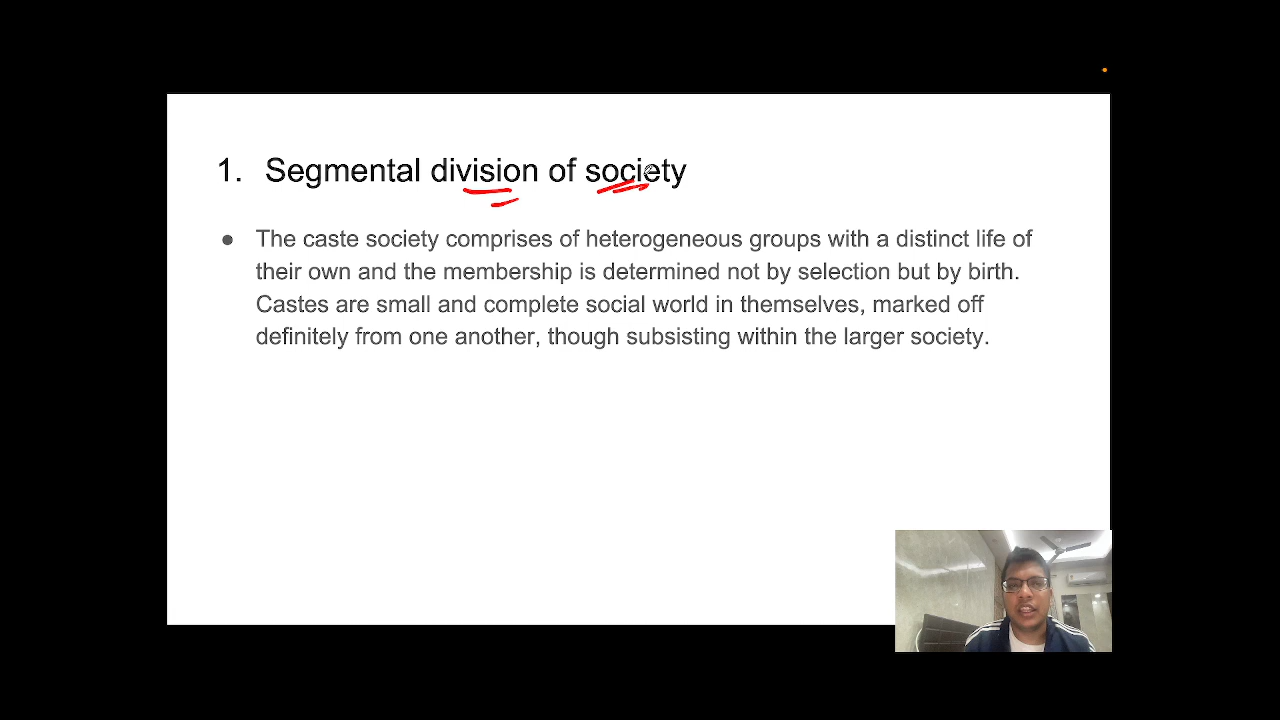 1. Segmental division of society
● The caste society comprises of heterogeneous groups with a distinct life of
their own and the membership is determined not by selection but by birth.
Castes are small and complete social world in themselves, marked off
definitely from one another, though subsisting within the larger society.